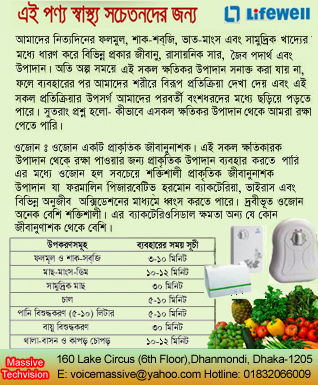 এই পণ্য স্বাস্থ্য সচেতনদের জন্য
Lifewell
আমাদের নিত্যদিনের ফলমুল, শাক-শব্জি, ভাত-মাংস এবং সামুদ্রিক খাদ্যের
মধ্যে ধারণ করে বিভিন্ন প্রকার জীবানু, রাসায়নিক সার, জৈব পদার্থ এবং
উপাদান। অতি অল্প সময়ে এই সকল ক্ষতিকর উপাদান সনাক্ত করা যায় না,
ফলে ব্যবহারের পর আমাদের শরীরে বিরূপ প্রতিক্রিয়া দেখা দেয় এবং এই
সকল প্রতিক্রিয়ার উপসর্গ আমাদের পরবর্তী বংশধরদের মধ্যে ছড়িয়ে পড়তে
পারে। সুতরাং প্রশ্ন হলো- কীভাবে এসকল ক্ষতিকর উপাদান থেকে আমরা রক্ষা
পেতে পারি।
ওজোন ঃ ওজোন একটি প্রাকৃতিক জীবানুনাশক। এই সকল ক্ষতিকারক
উপাদান থেকে রক্ষা পাওয়ার জন্য প্রাকৃতিক উপাদান ব্যবহার করতে পারি
এর মধ্যে ওজোন হল সবচেয়ে শক্তিশালী প্রাকৃতিক জীবানুনাশক
উপাদান যা ফরমালিন পিজারবেটিভ হরমোন ব্যাকটেরিয়া, ভাইরাস এবং
বিভিন্ন অনুজীব অক্সিডেশনের মাধ্যমে ধ্বংস করতে পারে। দ্রবীভূত ওজোন
অনেক বেশি শক্তিশালী। এর ব্যাকটেরিওসিডাল ক্ষমতা অন্য যে কোন
জীবানুণাশক থেকে বেশি।
উপকরণসমূহ ব্যবহারের সময় সূচী
ফলমুল ও শাক-সব্জি ৩-১০ মিনিট
মাছ-মাংস-ডিম ১০-১২ মিনিট
সামুদ্রিক মাছ ৩০ মিনিট
চাল ৫-১০ মিনিট
পানি বিশুদ্ধকরণ (৫-১০) লিটার ৫-১০ মিনিট
বায়ু বিশুদ্ধকরণ ৩০ মিনিট
থালা-বাসন ও কাপড় চোপড় ১০-১২ মিনিট
Massive
Techvision
160 Lake Circus (6th Floor),Dhanmondi, Dhaka-1205
E: voicemassive@yahoo.com Hotline: 01832066009